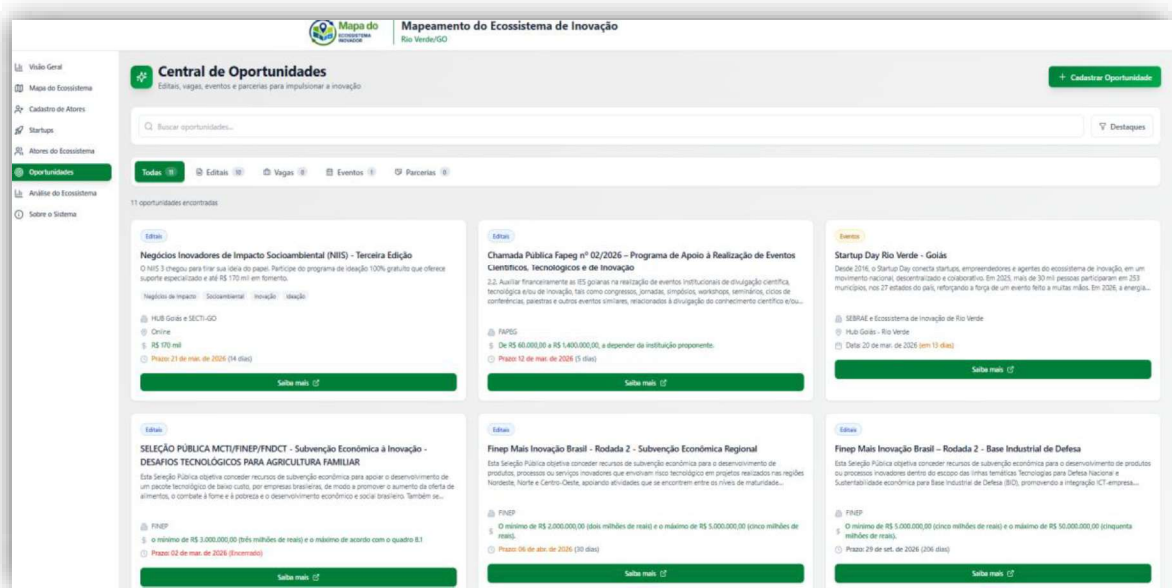 Mapa do
ECOSSISTEMA
INOVADOR
Mapeamento do Ecossistema de Inovação
Rio Verde/GO
Visão Geral
Mapa do Ecossistema
Cadastro de Atores
Startups
Atores do Ecossistema
Oportunidades
Análise do Ecossistema
Sobre o Sistema
Central de Oportunidades
Editais, vagas, eventos e parcerias para impulsionar a inovação
+ Cadastrar Oportunidade
Buscar oportunidades...
Destaques
Todas 11 Editais 10 Vagas 0 Eventos 1 Parcerias 0
11 oportunidades encontradas
Editais
Negócios Inovadores de Impacto Socioambiental (NIIS) - Terceira Edição
O NIIS 3 chegou para tirar sua ideia do papel. Participe do programa de ideação 100% gratuito que oferece
suporte especializado e até R$ 170 mil em fomento.
Negócios de Impacto Socioambiental inovação ideação
HUB Goiás e SECTI-GO
Online
$ R$ 170 mil
Prazo: 21 de mar. de 2026 (14 dias)
Saiba mais
Editais
Chamada Pública Fapeg nº 02/2026 – Programa de Apoio à Realização de Eventos
Científicos, Tecnológicos e de Inovação
2.2. Auxiliar financeiramente as IES goianas na realização de eventos institucionais de divulgação científica,
tecnológica e/ou de inovação, tais como congressos, jornadas, simpósios, workshops, seminários, ciclos de
conferências, palestras e outros eventos similares, relacionados à divulgação do conhecimento científico e/ou...
FAPEG
$ De R$ 60.000,00 a R$ 1.400.000,00, a depender da instituição proponente.
Prazo: 12 de mar. de 2026 (5 dias)
Saiba mais
Eventos
Startup Day Rio Verde - Goiás
Desde 2016, o Startup Day conecta startups, empreendedores e agentes do ecossistema de inovação, em um
movimento nacional, descentralizado e colaborativo. Em 2025, mais de 30 mil pessoas participaram em 253
municípios, nos 27 estados do país, reforçando a força de um evento feito a muitas mãos. Em 2026, a energia...
SEBRAE e Ecossistema de inovação de Rio Verde
Hub Goiás - Rio Verde
Data: 20 de mar. de 2026 (em 13 dias)
Saiba mais
Editais
SELEÇÃO PÚBLICA MCTI/FINEP/FNDCT - Subvenção Econômica à Inovação -
DESAFIOS TECNOLÓGICOS PARA AGRICULTURA FAMILIAR
Esta Seleção Pública objetiva conceder recursos de subvenção econômica para apoiar o desenvolvimento de
um pacote tecnológico de baixo custo, por empresas brasileiras, de modo a promover o aumento da oferta de
alimentos, o combate à fome e à pobreza e o desenvolvimento econômico e social brasileiro. Também se...
FINEP
$ o mínimo de R$ 3.000.000,00 (três milhões de reais) e o máximo de acordo com o quadro 8.1
Prazo: 02 de mar. de 2026 (Encerrado)
Saiba mais
Editais
Finep Mais Inovação Brasil - Rodada 2 - Subvenção Econômica Regional
Esta Seleção Pública objetiva conceder recursos de subvenção econômica para o desenvolvimento de
produtos, processos ou serviços inovadores que envolvam risco tecnológico em projetos realizados nas regiões
Nordeste, Norte e Centro-Oeste, apoiando atividades que se encontrem entre os níveis de maturidade...
FINEP
$ O mínimo de R$ 2.000.000,00 (dois milhões de reais) e o máximo de R$ 5.000.000,00 (cinco milhões de
reais).
Prazo: 06 de abr. de 2026 (30 dias)
Saiba mais
Editais
Finep Mais Inovação Brasil – Rodada 2 - Base Industrial de Defesa
Esta Seleção Pública objetiva conceder recursos de subvenção econômica para o desenvolvimento de produtos
ou processos inovadores dentro do escopo das linhas temáticas Tecnologias para Defesa Nacional e
Sustentabilidade econômica para Base Industrial de Defesa (BID), promovendo a integração ICT-empresa....
FINEP
$ O mínimo de R$ 5.000.000,00 (cinco milhões de reais) e o máximo de R$ 50.000.000,00 (cinquenta
milhões de reais).
Prazo: 29 de set. de 2026 (206 dias)
Saiba mais